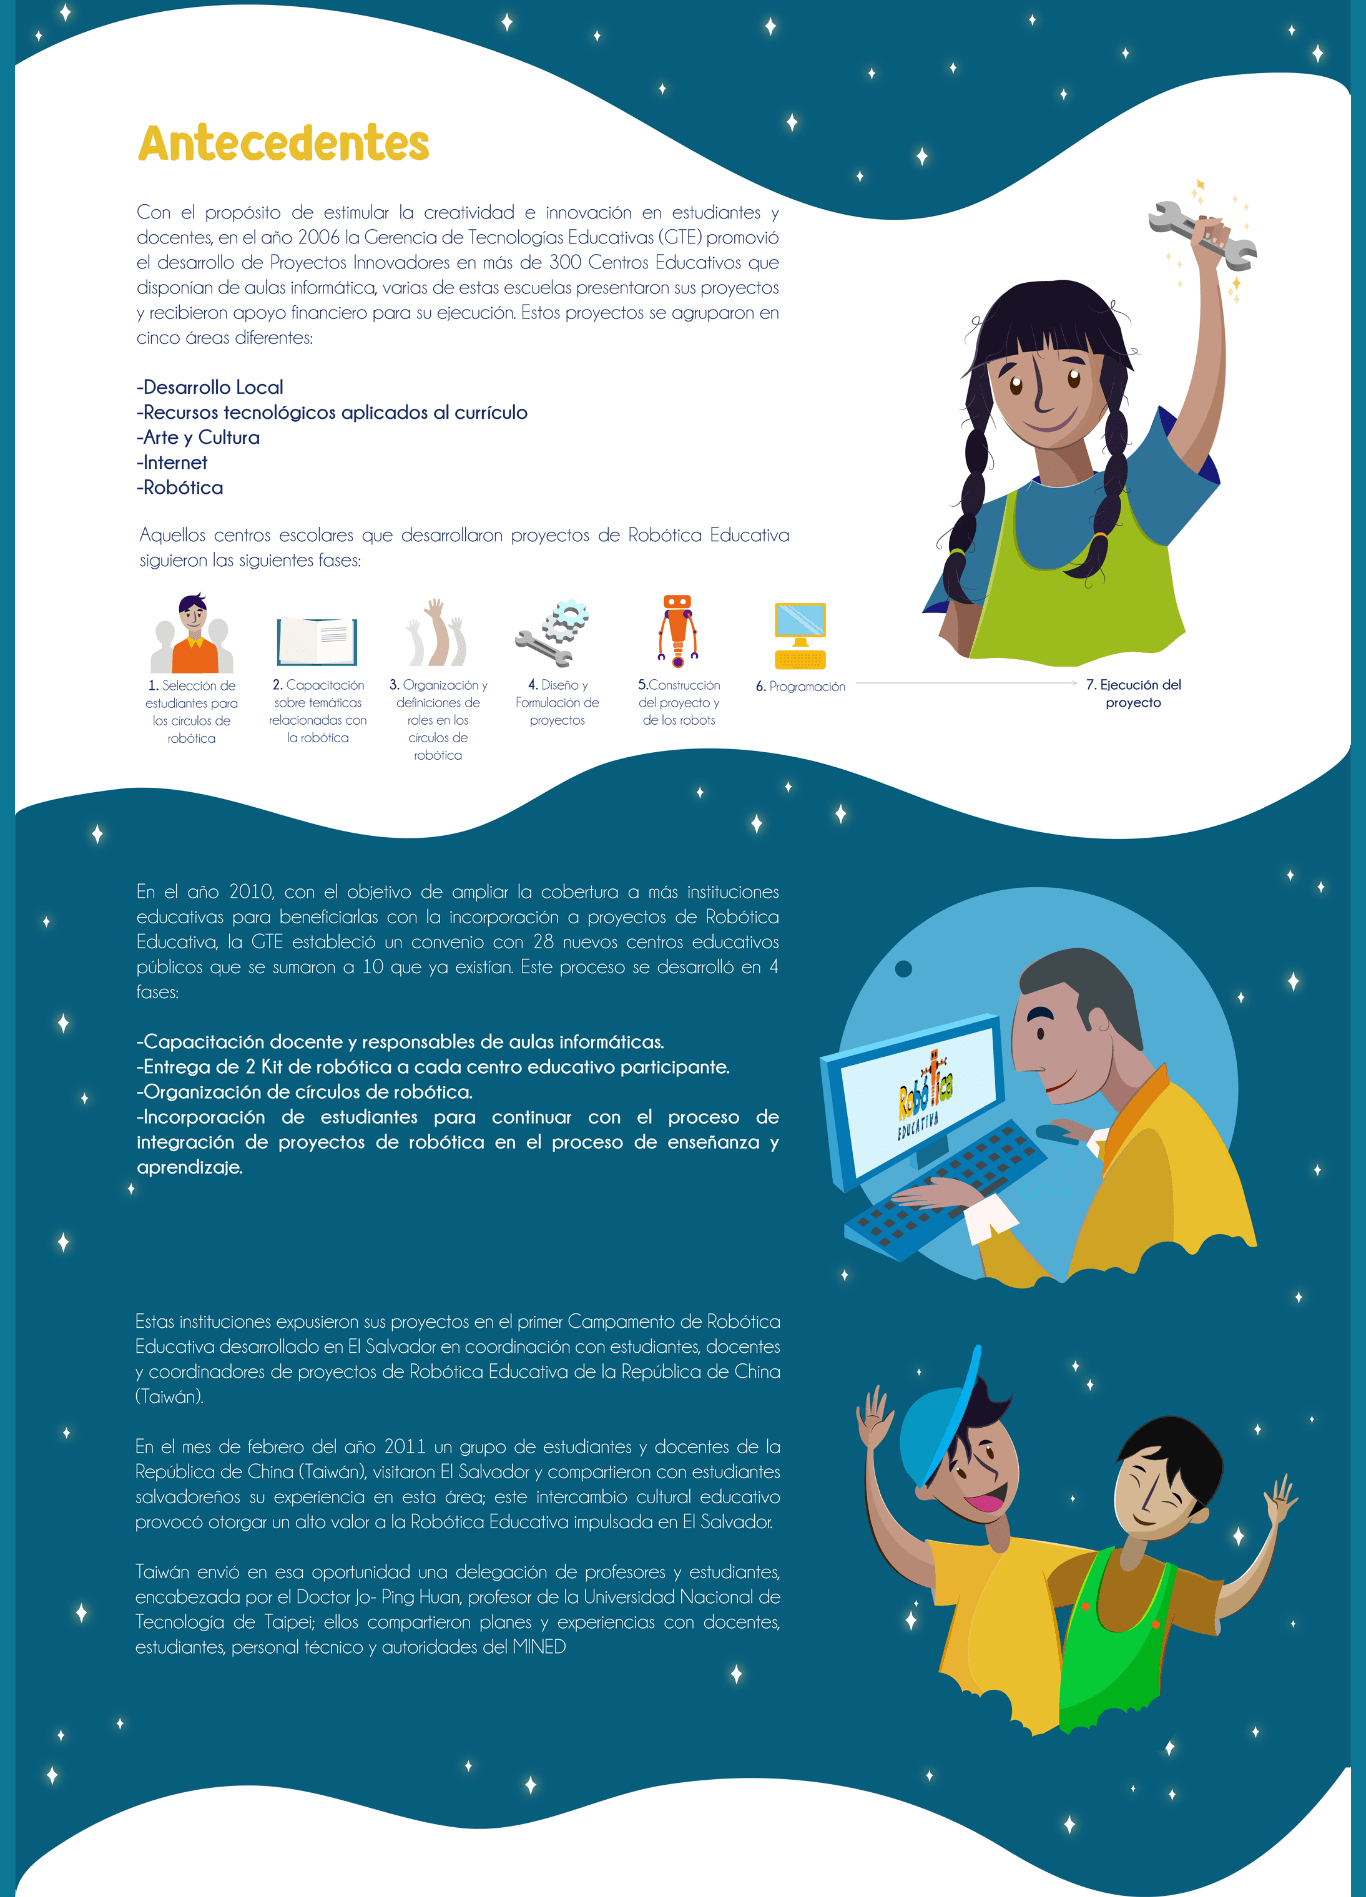 Antecedentes
Con el propósito de estimular la creatividad e innovación en estudiantes y
docentes, en el año 2006 la Gerencia de Tecnologías Educativas (GTE) promovió
el desarrollo de Proyectos Innovadores en más de 300 Centros Educativos que
disponían de aulas informática, varias de estas escuelas presentaron sus proyectos
y recibieron apoyo financiero para su ejecución. Estos proyectos se agruparon en
cinco áreas diferentes:
-Desarrollo Local
-Recursos tecnológicos aplicados al currículo
-Arte y Cultura
-Internet
-Robótica
Aquellos centros escolares que desarrollaron proyectos de Robótica Educativa
siguieron las siguientes fases:
1. Selección de
estudiantes para
los círculos de
robótica
2. Capacitación
sobre temáticas
relacionadas con
la robótica
3. Organización y
definiciones de
roles en los
círculos de
robótica
4. Diseño y
Formulación de
proyectos
5.Construcción
del proyecto y
de los robots
6. Programación
7. Ejecución del
proyecto
En el año 2010, con el objetivo de ampliar la cobertura a más instituciones
educativas para beneficiarlas con la incorporación a proyectos de Robótica
Educativa, la GTE estableció un convenio con 28 nuevos centros educativos
públicos que se sumaron a 10 que ya existían. Este proceso se desarrolló en 4
fases:
-Capacitación docente y responsables de aulas informáticas.
-Entrega de 2 Kit de robótica a cada centro educativo participante.
-Organización de círculos de robótica.
-Incorporación de estudiantes para continuar con el proceso de
integración de proyectos de robótica en el proceso de enseñanza y
aprendizaje.
Robótica
EDUCATIVA
Estas instituciones expusieron sus proyectos en el primer Campamento de Robótica
Educativa desarrollado en El Salvador en coordinación con estudiantes, docentes
y coordinadores de proyectos de Robótica Educativa de la República de China
(Taiwán).
En el mes de febrero del año 2011 un grupo de estudiantes y docentes de la
República de China (Taiwán), visitaron El Salvador y compartieron con estudiantes
salvadoreños su experiencia en esta área; este intercambio cultural educativo
provocó otorgar un alto valor a la Robótica Educativa impulsada en El Salvador.
Taiwán envió en esa oportunidad una delegación de profesores y estudiantes,
encabezada por el Doctor Jo- Ping Huan, profesor de la Universidad Nacional de
Tecnología de Taipei; ellos compartieron planes y experiencias con docentes,
estudiantes, personal técnico y autoridades del MINED